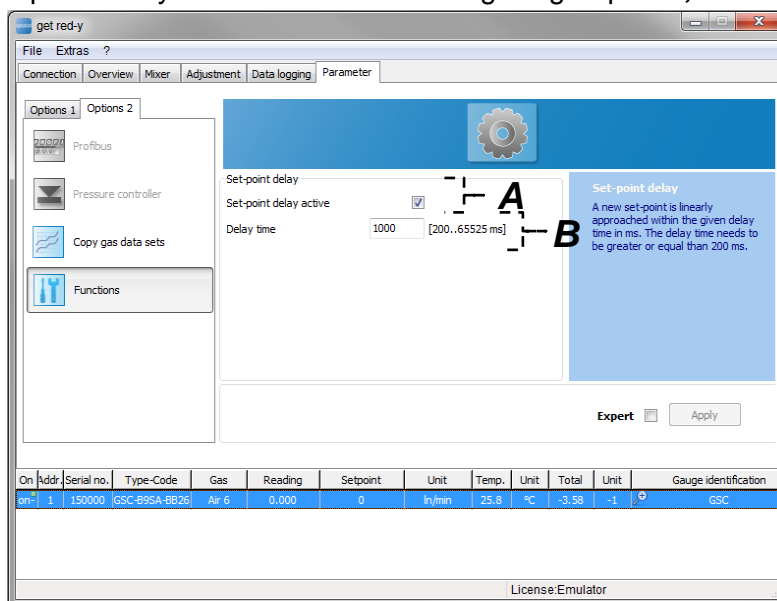 get red-y
File Extras ?
Connection Overview Mixer Adjustment Data logging Parameter
Options 1 Options 2
Profibus
Pressure controller
Copy gas data sets
Functions
Set-point delay
Set-point delay active
A
Delay time 1000 [200..65525 ms]
B
Set-point delay
A new set-point is linearly
approached within the given delay
time in ms. The delay time needs to
be greater or equal than 200 ms.
Expert Apply
On Addr. Serial no. Type-Code Gas Reading Setpoint Unit Temp. Unit Total Unit Gauge identification
on- 1 150000 GSC-B9SA-BB26 Air 6 0.000 0 ln/min 25.8 °C -3.58 -1 GSC
License:Emulator